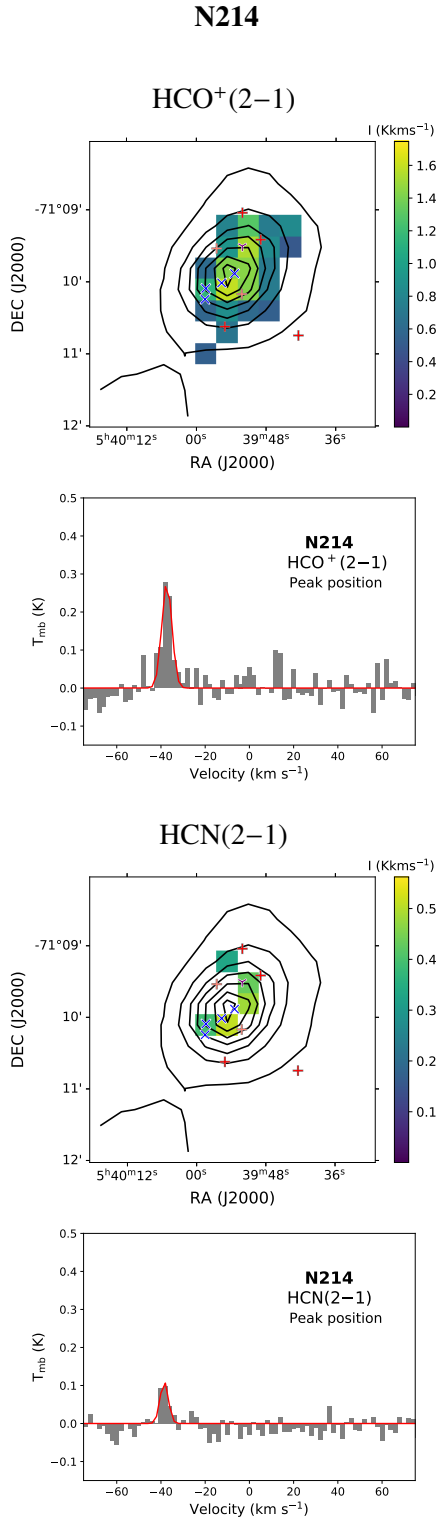 N214
HCO⁺(2−1)
I (Kkms⁻¹)
-71°09'
10'
11'
12'
DEC (J2000)
1.6
1.4
1.2
1.0
0.8
0.6
0.4
0.2
5ʰ40ᵐ12ˢ 00ˢ 39ᵐ48ˢ 36ˢ
RA (J2000)
0.5
0.4
0.3
0.2
0.1
0.0
−0.1
T_mb (K)
N214
HCO⁺(2−1)
Peak position
−60 −40 −20 0 20 40 60
Velocity (km s⁻¹)
HCN(2−1)
I (Kkms⁻¹)
-71°09'
10'
11'
12'
DEC (J2000)
0.5
0.4
0.3
0.2
0.1
5ʰ40ᵐ12ˢ 00ˢ 39ᵐ48ˢ 36ˢ
RA (J2000)
0.5
0.4
0.3
0.2
0.1
0.0
−0.1
T_mb (K)
N214
HCN(2−1)
Peak position
−60 −40 −20 0 20 40 60
Velocity (km s⁻¹)